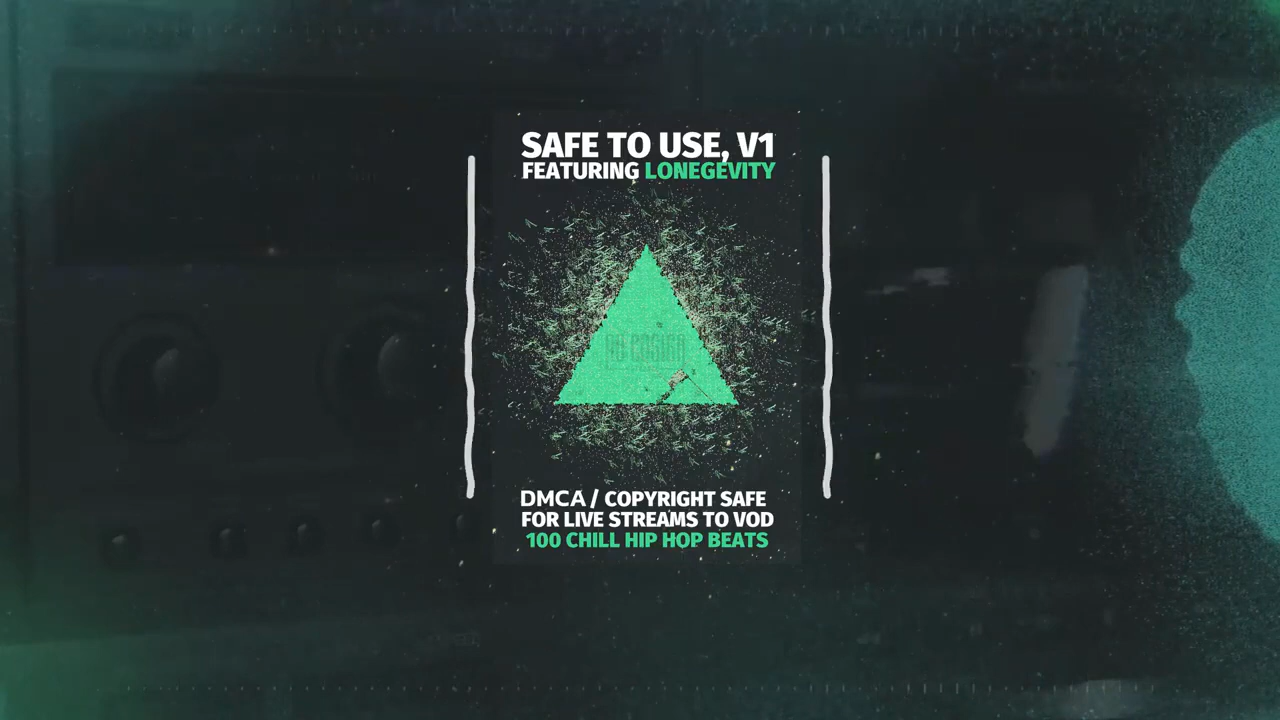 SAFE TO USE, V1
FEATURING LONEGEVITY
DMCA / COPYRIGHT SAFE
FOR LIVE STREAMS TO VOD
100 CHILL HIP HOP BEATS